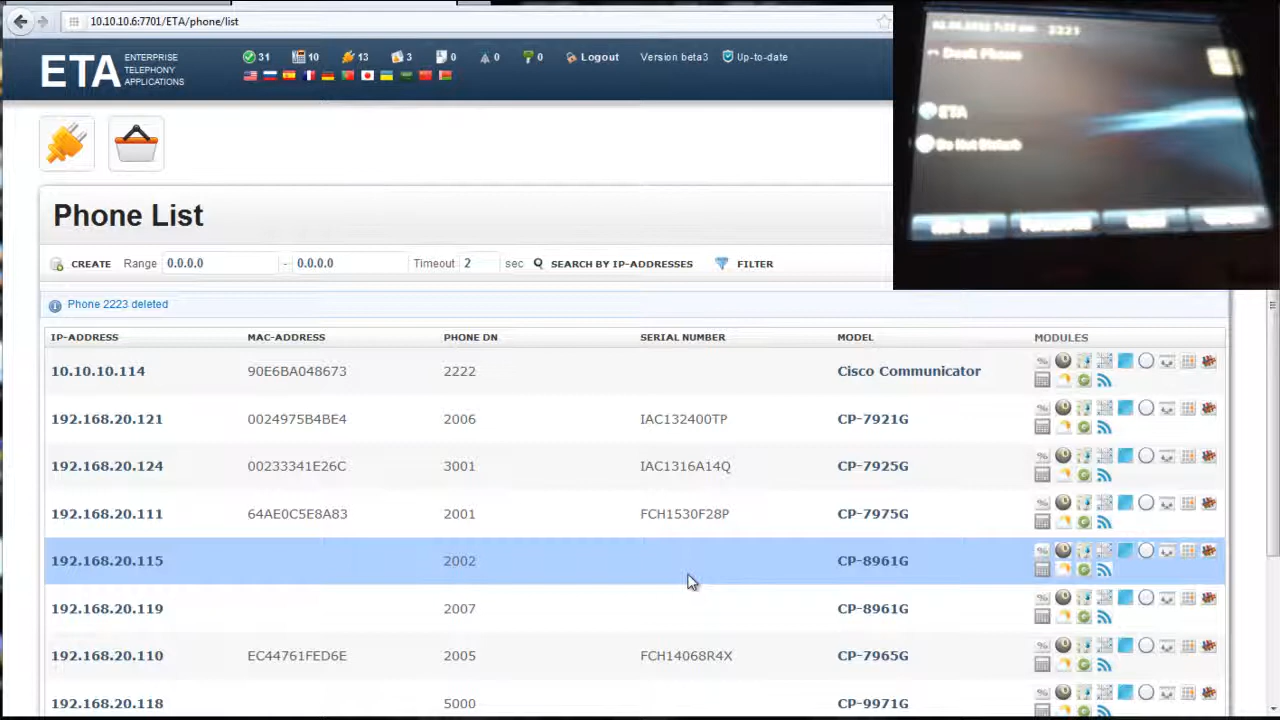 10.10.10.6:7701/ETA/phone/list
ETA ENTERPRISE TELEPHONY APPLICATIONS
31 10 13 3 0 0 0 Logout Version beta3 Up-to-date
Phone List
CREATE Range 0.0.0.0 - 0.0.0.0 Timeout 2 sec SEARCH BY IP-ADDRESSES FILTER
Phone 2223 deleted
IP-ADDRESS MAC-ADDRESS PHONE DN SERIAL NUMBER MODEL MODULES
10.10.10.114 90E6BA048673 2222 Cisco Communicator
192.168.20.121 0024975B4BE4 2006 IAC132400TP CP-7921G
192.168.20.124 00233341E26C 3001 IAC1316A14Q CP-7925G
192.168.20.111 64AE0C5E8A83 2001 FCH1530F28P CP-7975G
192.168.20.115 2002 CP-8961G
192.168.20.119 2007 CP-8961G
192.168.20.110 EC44761FED6E 2005 FCH14068R4X CP-7965G
192.168.20.118 5000 CP-9971G
2221
Desk Phone
ETA
Do Not Disturb